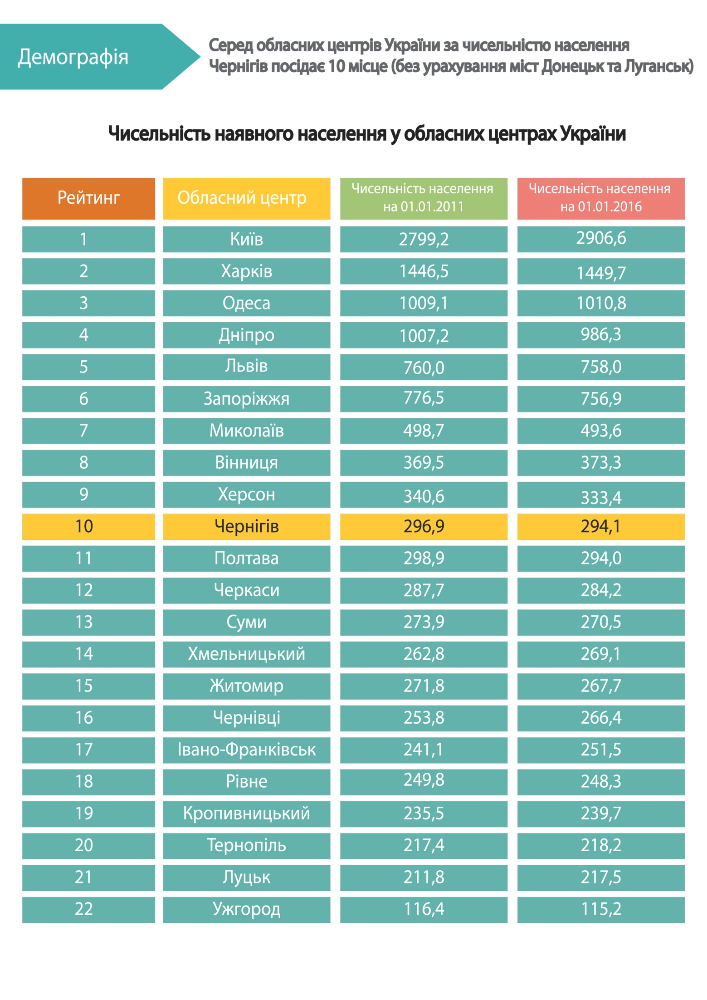 Демографія
Серед обласних центрів України за чисельністю населення
Чернігів посідає 10 місце (без урахування міст Донецьк та Луганськ)
Чисельність наявного населення у обласних центрах України
Рейтинг Обласний центр Чисельність населення на 01.01.2011 Чисельність населення на 01.01.2016
1 Київ 2799,2 2906,6
2 Харків 1446,5 1449,7
3 Одеса 1009,1 1010,8
4 Дніпро 1007,2 986,3
5 Львів 760,0 758,0
6 Запоріжжя 776,5 756,9
7 Миколаїв 498,7 493,6
8 Вінниця 369,5 373,3
9 Херсон 340,6 333,4
10 Чернігів 296,9 294,1
11 Полтава 298,9 294,0
12 Черкаси 287,7 284,2
13 Суми 273,9 270,5
14 Хмельницький 262,8 269,1
15 Житомир 271,8 267,7
16 Чернівці 253,8 266,4
17 Івано-Франківськ 241,1 251,5
18 Рівне 249,8 248,3
19 Кропивницький 235,5 239,7
20 Тернопіль 217,4 218,2
21 Луцьк 211,8 217,5
22 Ужгород 116,4 115,2